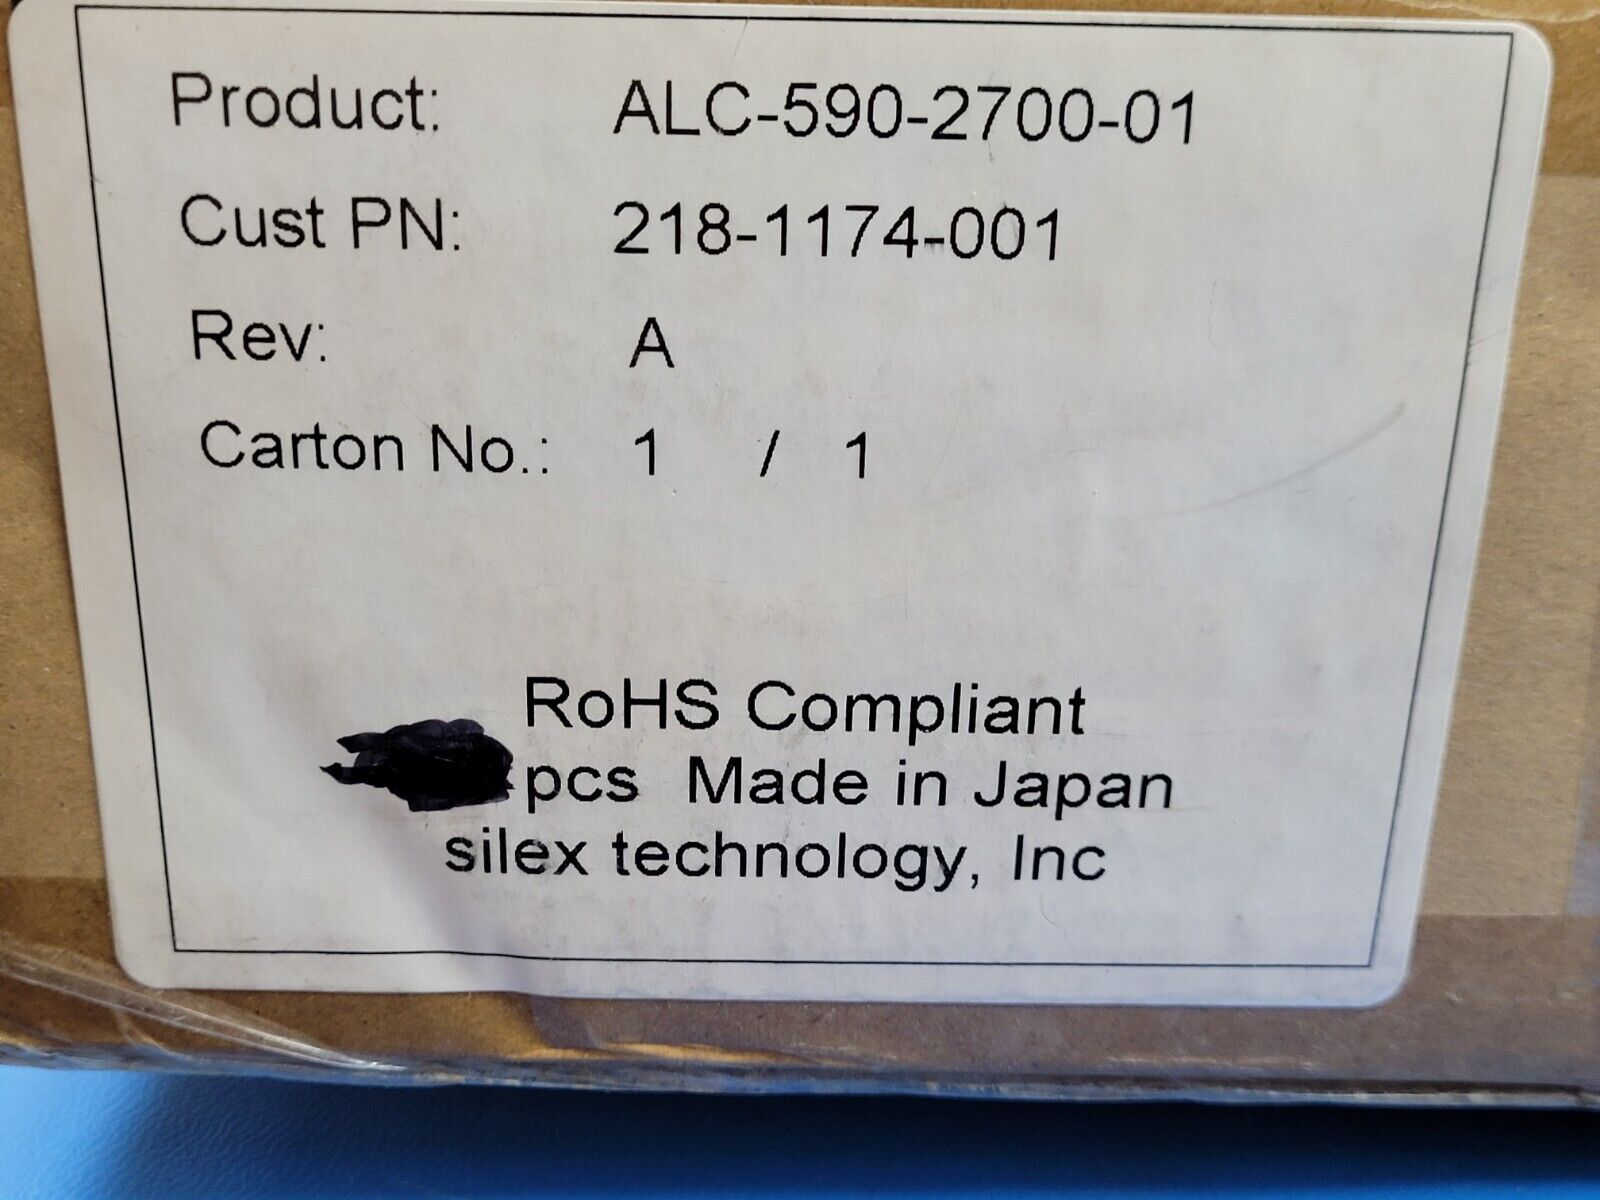 Product: ALC-590-2700-01
Cust PN: 218-1174-001
Rev: A
Carton No.: 1 / 1
RoHS Compliant
pcs Made in Japan
silex technology, Inc